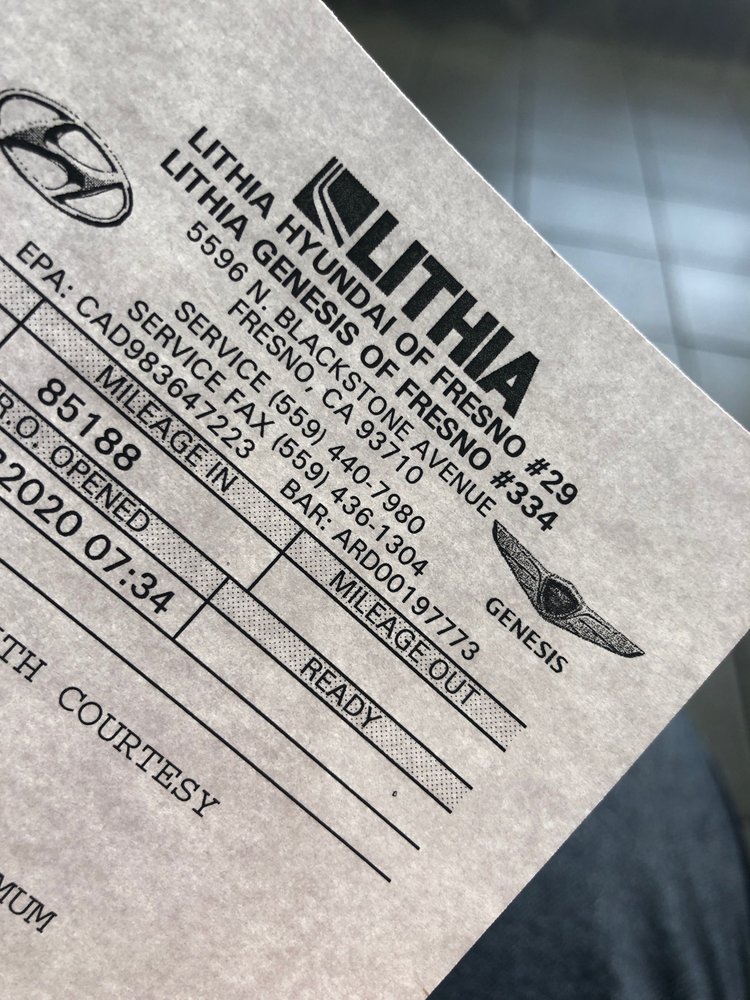 LITHIA
LITHIA HYUNDAI OF FRESNO #29
LITHIA GENESIS OF FRESNO #334
5596 N. BLACKSTONE AVENUE
FRESNO, CA 93710
SERVICE (559) 440-7980
SERVICE FAX (559) 436-1304
EPA: CAD983647223 BAR: ARD00197773
GENESIS
MILEAGE IN MILEAGE OUT
85188
R O. OPENED READY
2020 07:34
TH COURTESY
MUM